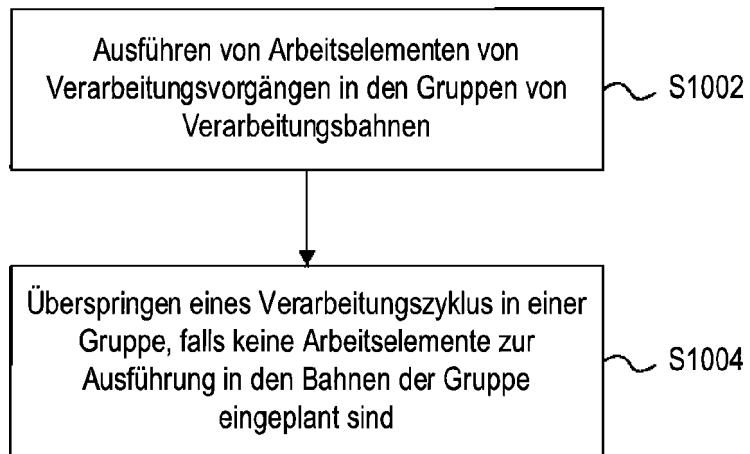 Ausführen von Arbeitselementen von
Verarbeitungsvorgängen in den Gruppen von
Verarbeitungsbahnen
S1002
Überspringen eines Verarbeitungszyklus in einer
Gruppe, falls keine Arbeitselemente zur
Ausführung in den Bahnen der Gruppe
eingeplant sind
S1004